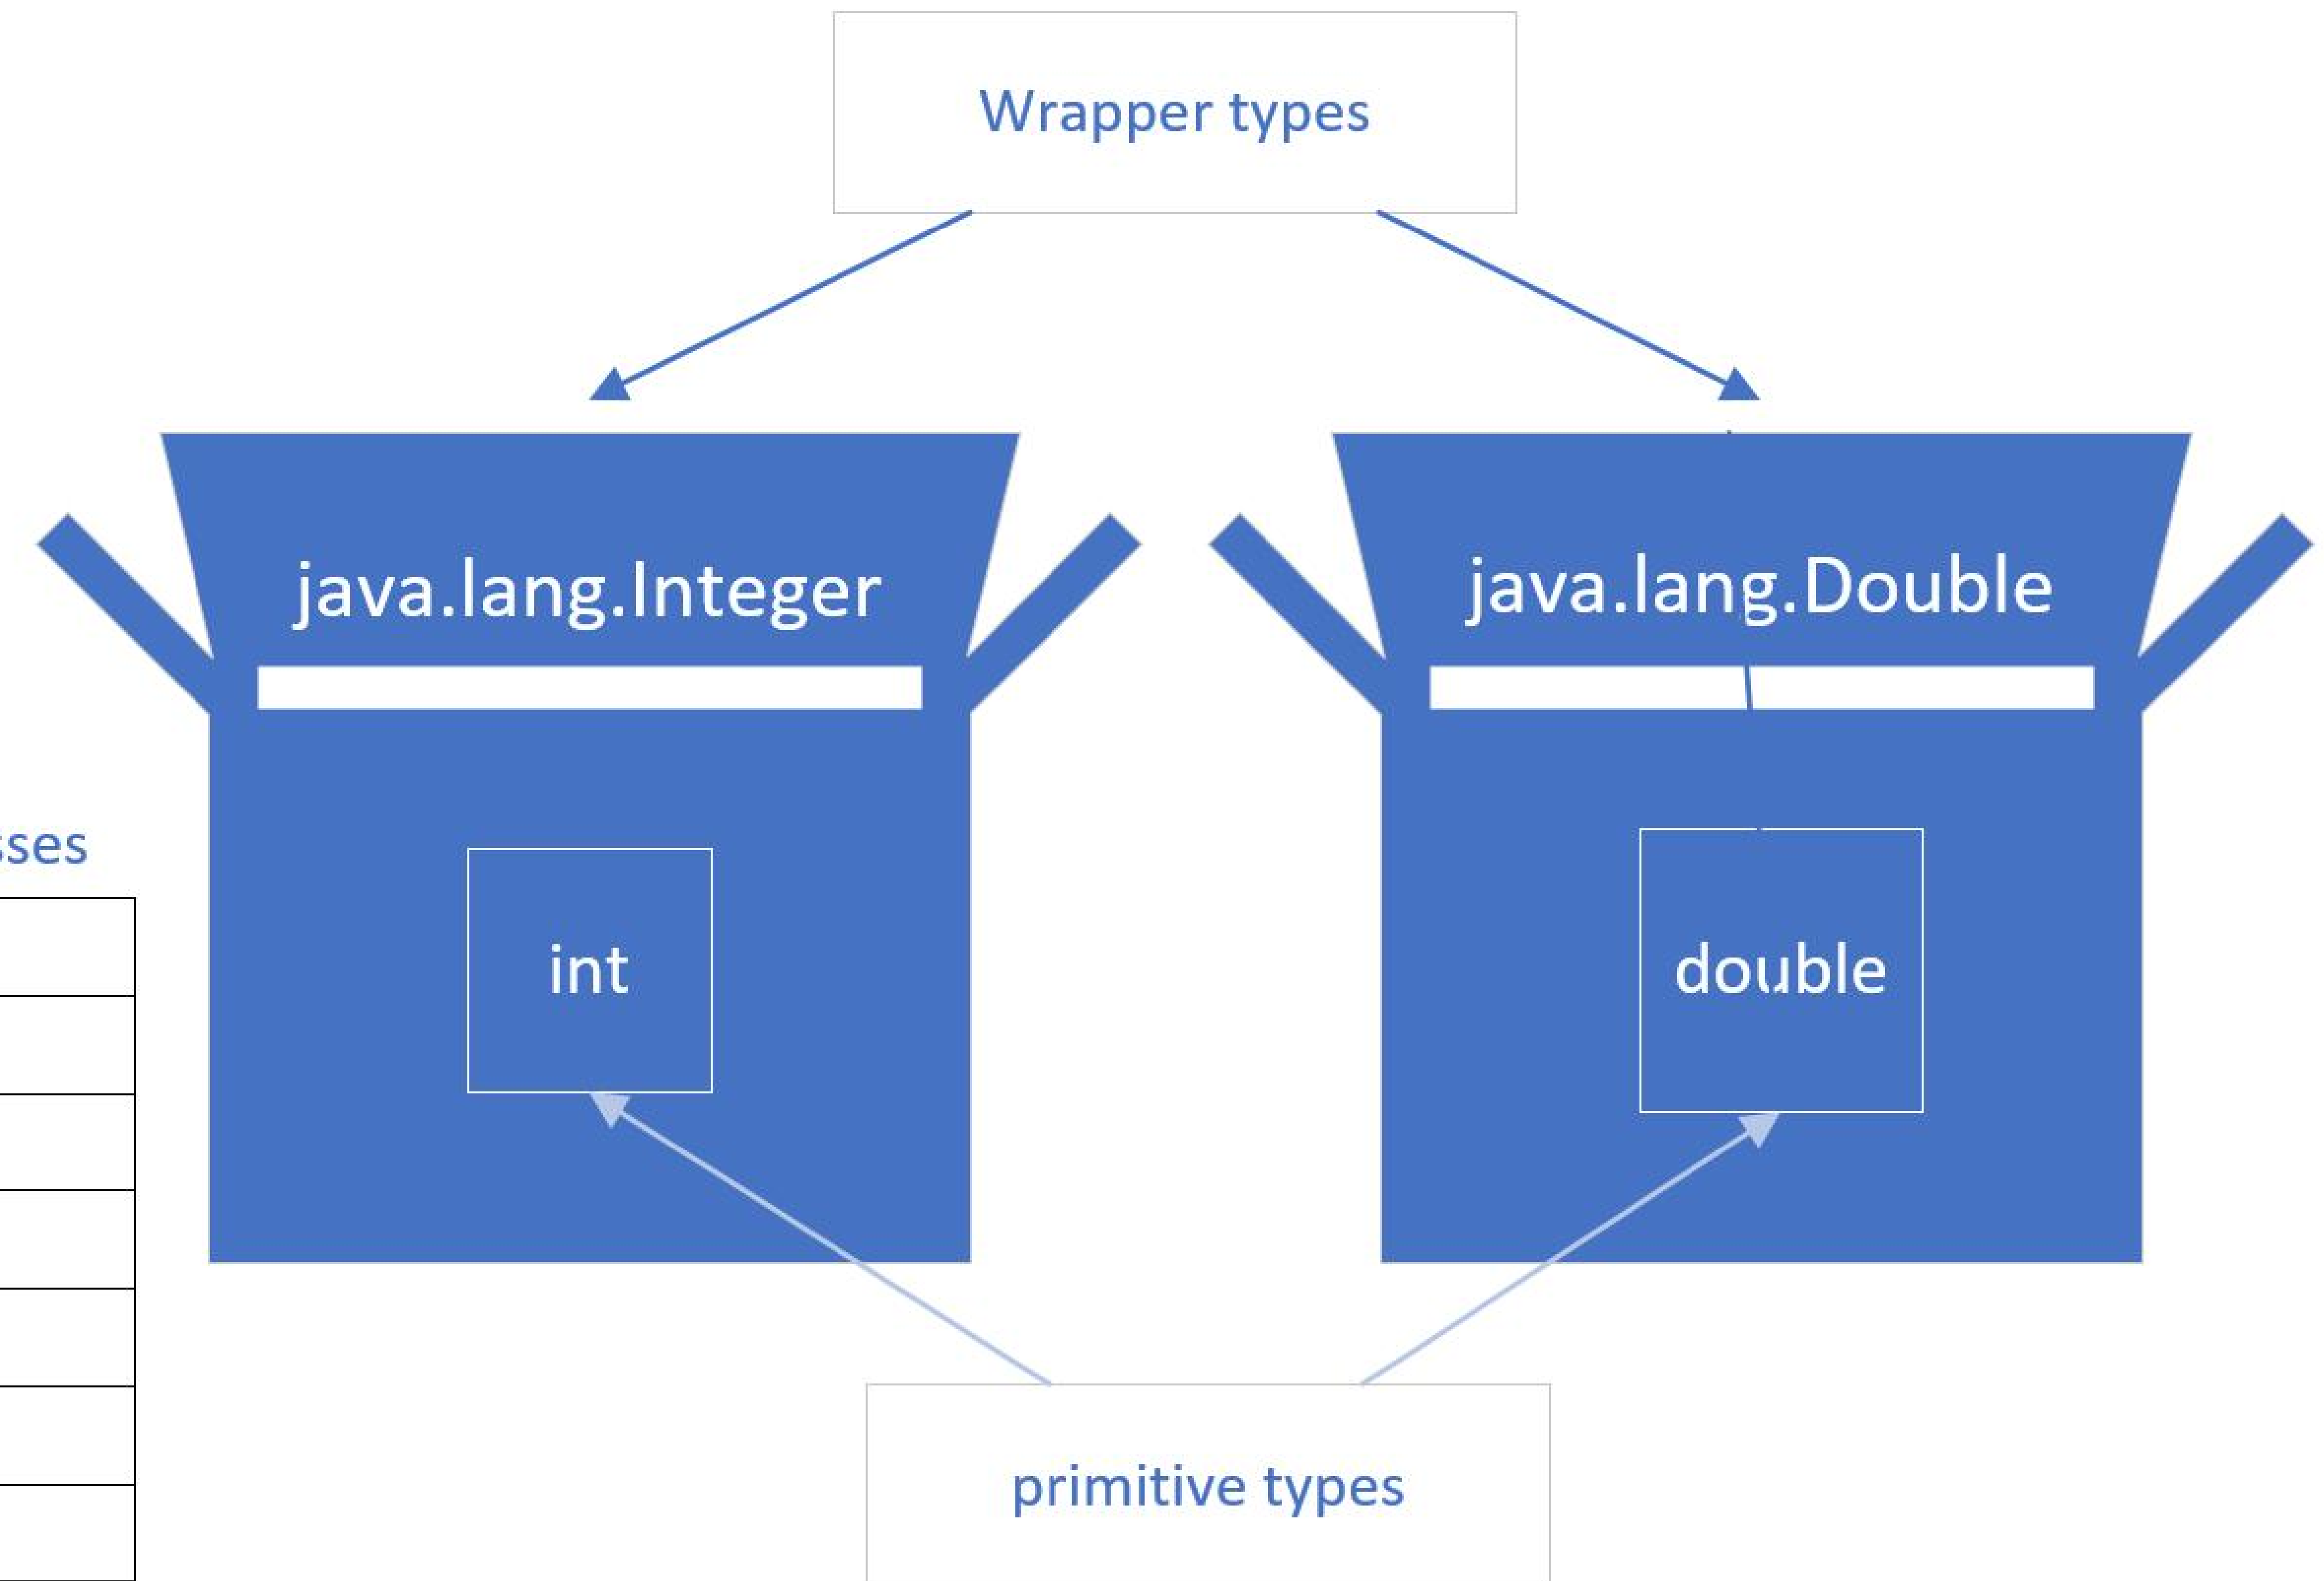 Wrapper types
java.lang.Integer
java.lang.Double
int
double
primitive types